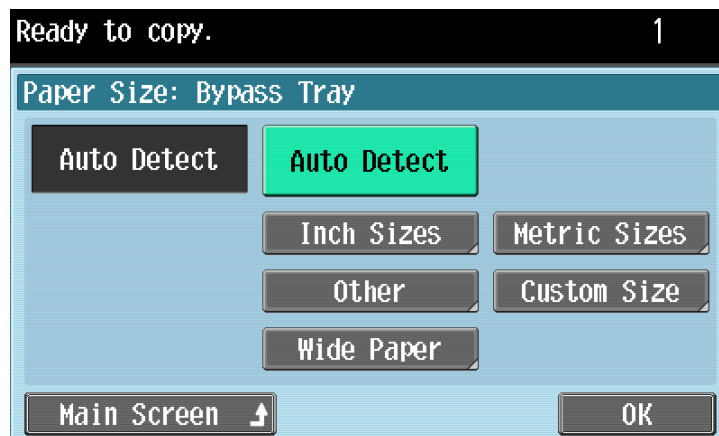 Ready to copy. 1
Paper Size: Bypass Tray
Auto Detect Auto Detect
Inch Sizes Metric Sizes
Other Custom Size
Wide Paper
Main Screen OK